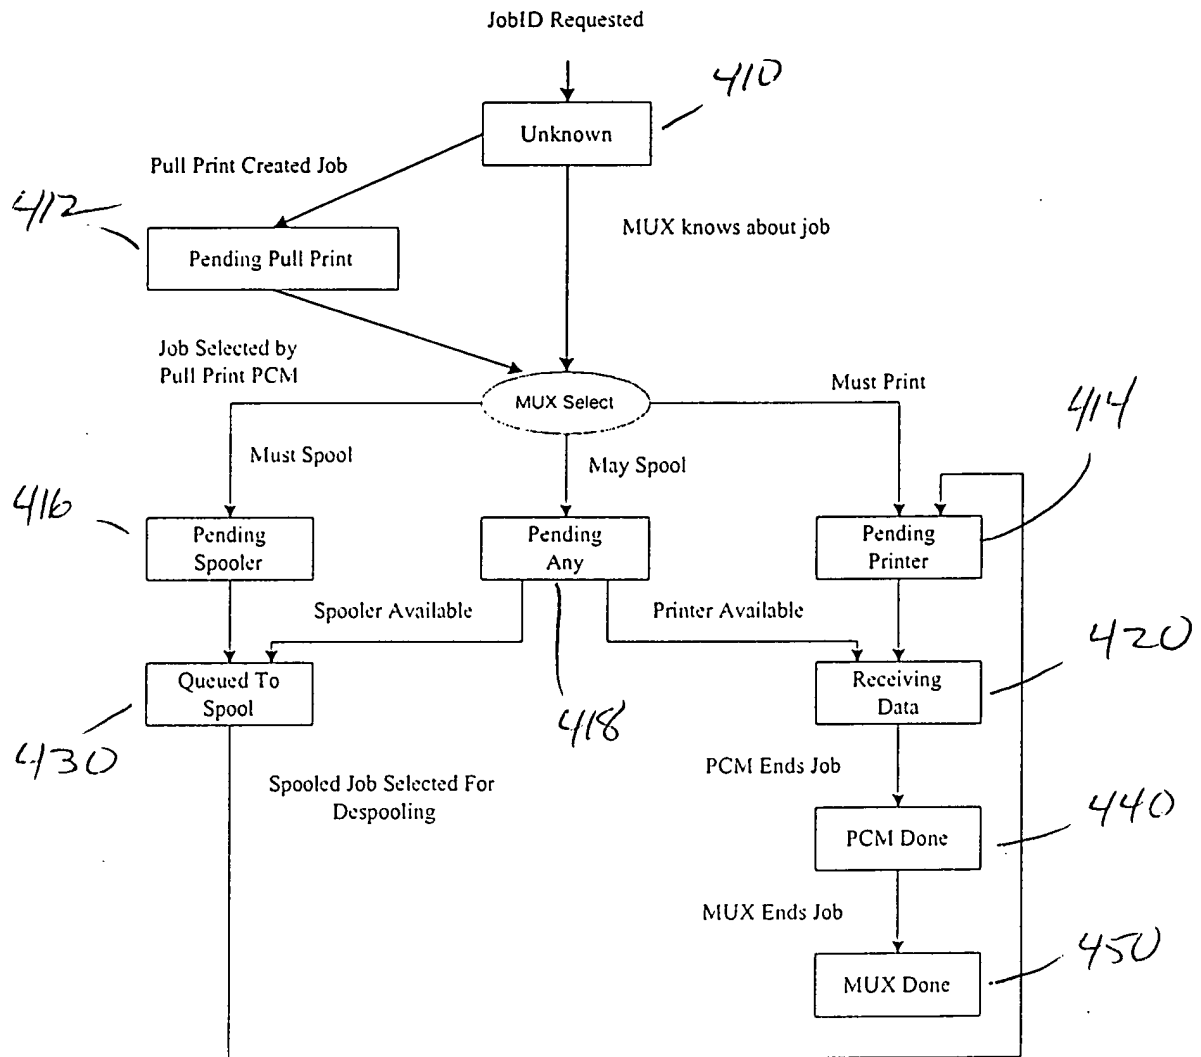 JobID Requested
410
Unknown
Pull Print Created Job
412
MUX knows about job
Pending Pull Print
Job Selected by
Pull Print PCM
Must Print
MUX Select
414
Must Spool
May Spool
416
Pending
Spooler
Pending
Any
Pending
Printer
Spooler Available
Printer Available
420
Queued To
Spool
Receiving
Data
418
430
PCM Ends Job
Spooled Job Selected For
Despooling
440
PCM Done
MUX Ends Job
450
MUX Done